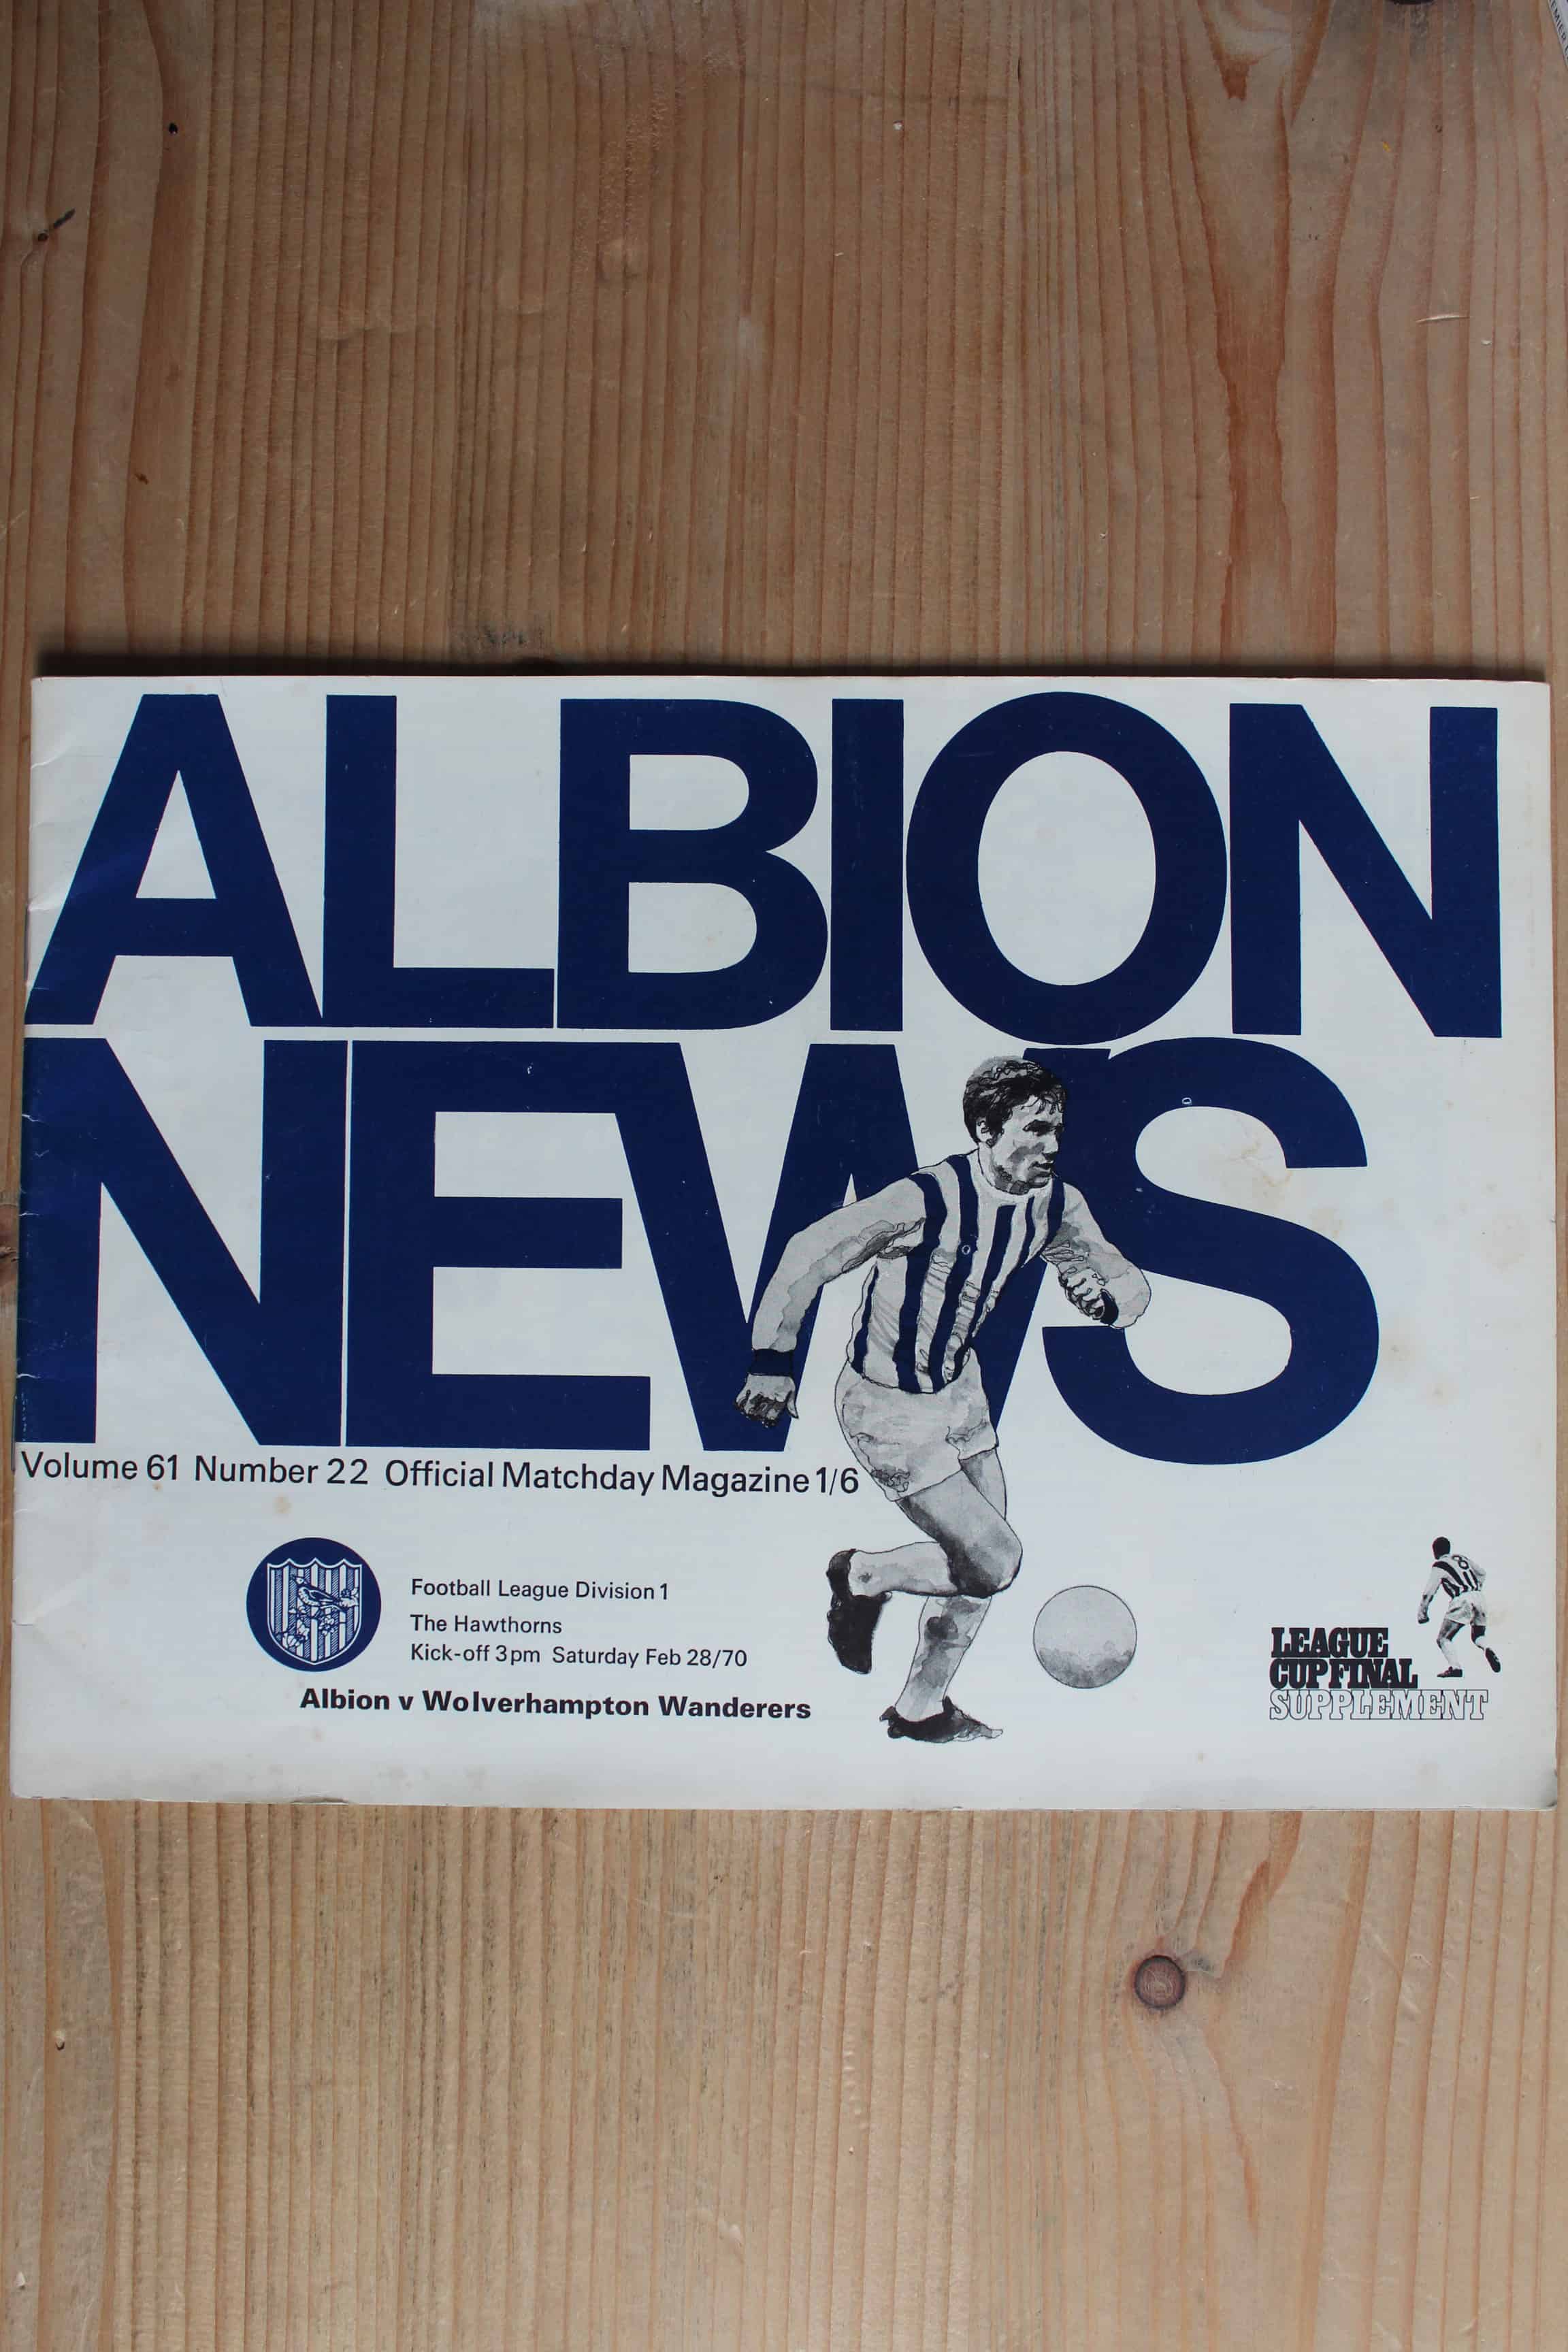 ALBION
NEWS
Volume 61 Number 22 Official Matchday Magazine 1/6
Football League Division 1
The Hawthorns
Kick-off 3pm Saturday Feb 28/70
Albion v Wolverhampton Wanderers
8
LEAGUE
CUP FINAL
SUPPLEMENT